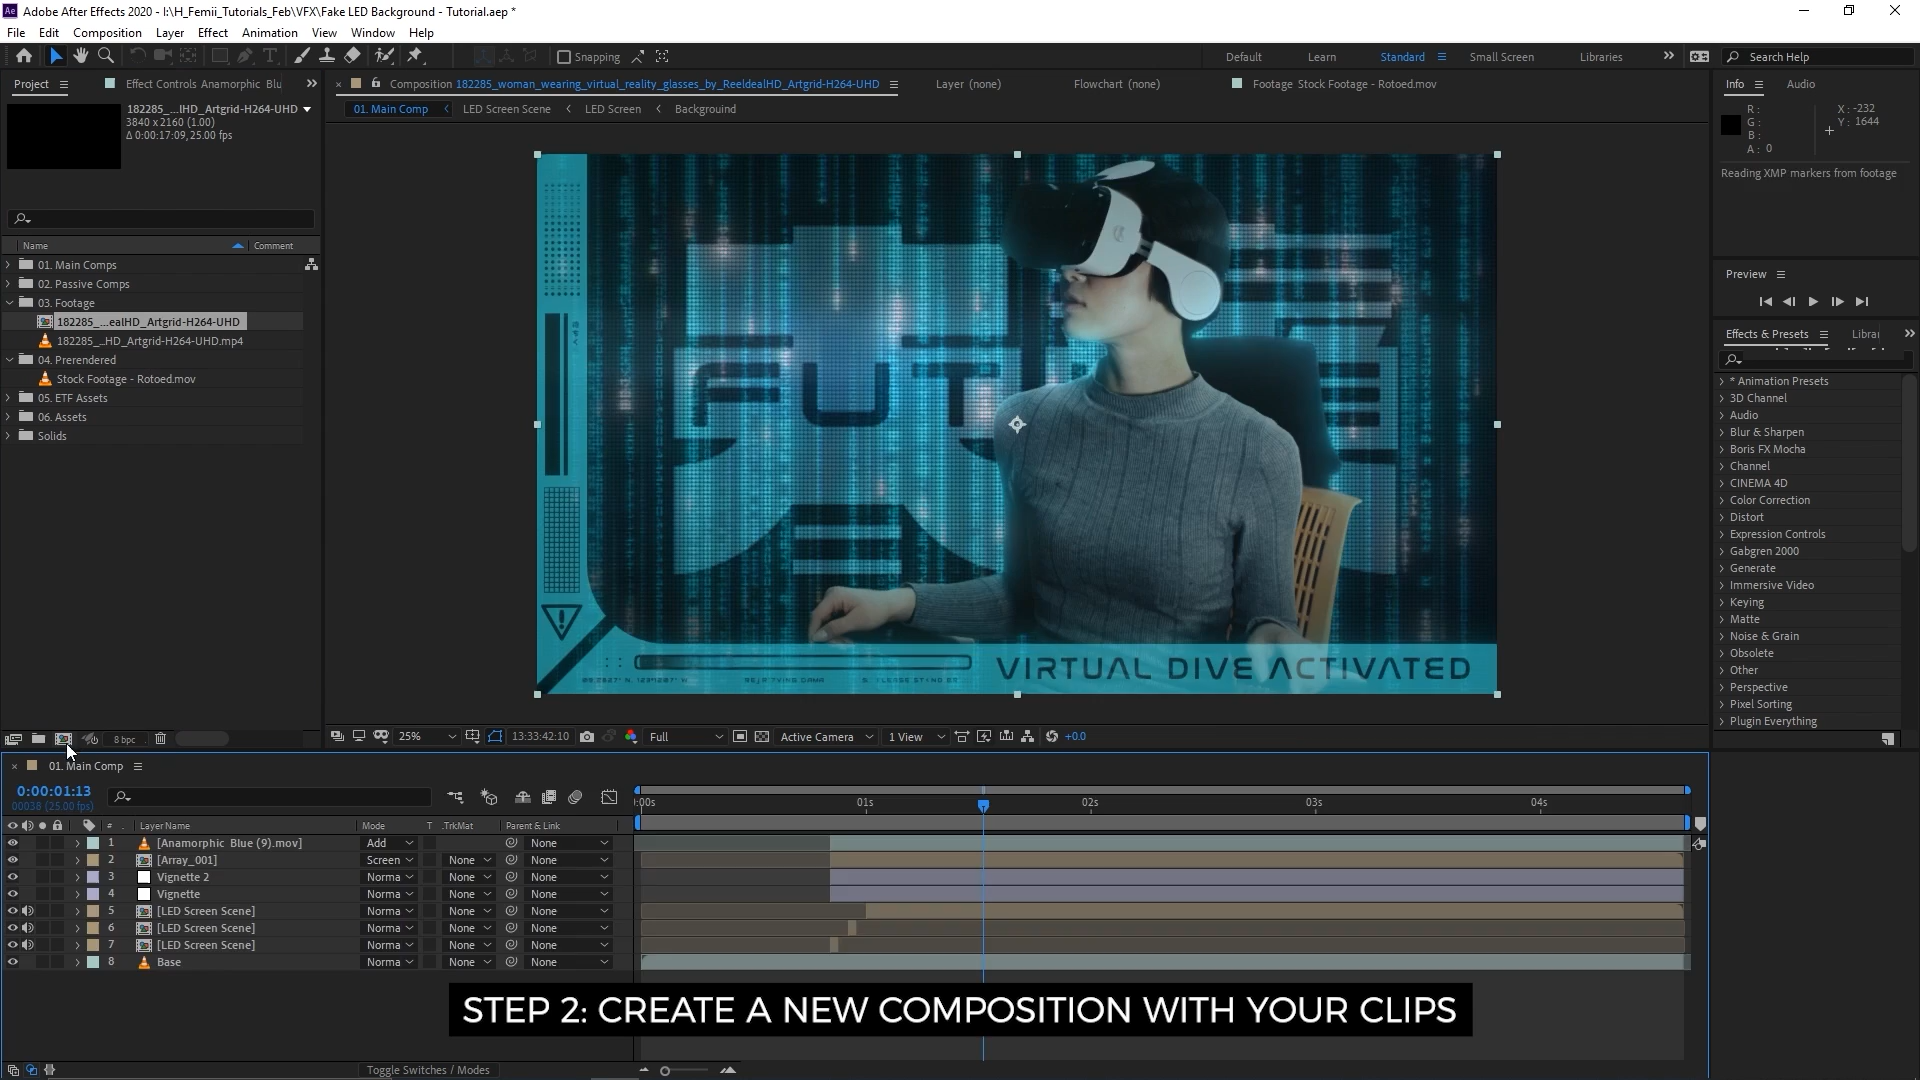 Adobe After Effects 2020 - I:\H_Femii_Tutorials_Feb\VFX\Fake LED Background - Tutorial.aep *
File Edit Composition Layer Effect Animation View Window Help
Snapping
Default Learn Standard Small Screen Libraries
Search Help
Project
Effect Controls Anamorphic Blu
Composition 182285_woman_wearing_virtual_reality_glasses_by_ReeldealHD_Artgrid-H264-UHD
Layer (none)
Flowchart (none)
Footage Stock Footage - Rotoed.mov
Info
Audio
01. Main Comp LED Screen Scene LED Screen Background
182285_...lHD_Artgrid-H264-UHD
3840 x 2160 (1.00)
Δ 0:00:17:09, 25.00 fps
R :
G :
B :
A : 0
X : -232
Y : 1644
Reading XMP markers from footage
Name
Comment
01. Main Comps
02. Passive Comps
03. Footage
182285_...ealHD_Artgrid-H264-UHD
182285_...HD_Artgrid-H264-UHD.mp4
04. Prerendered
Stock Footage - Rotoed.mov
05. ETF Assets
06. Assets
Solids
FUT
E
VIRTUAL DIVE ACTIVATED
Preview
Effects & Presets
Librar
* Animation Presets
3D Channel
Audio
Blur & Sharpen
Boris FX Mocha
Channel
CINEMA 4D
Color Correction
Distort
Expression Controls
Gabgren 2000
Generate
Immersive Video
Keying
Matte
Noise & Grain
Obsolete
Other
Perspective
Pixel Sorting
Plugin Everything
8 bpc
25%
13:33:42:10
Full
Active Camera
1 View
+0.0
01. Main Comp
0:00:01:13
00038 (25.00 fps)
:00s 01s 02s 03s 04s
# Layer Name Mode T .TrkMat Parent & Link
1 [Anamorphic Blue (9).mov] Add None
2 [Array_001] Screen None None
3 Vignette 2 Norma None None
4 Vignette Norma None None
5 [LED Screen Scene] Norma None None
6 [LED Screen Scene] Norma None None
7 [LED Screen Scene] Norma None None
8 Base Norma None None
STEP 2: CREATE A NEW COMPOSITION WITH YOUR CLIPS
Toggle Switches / Modes